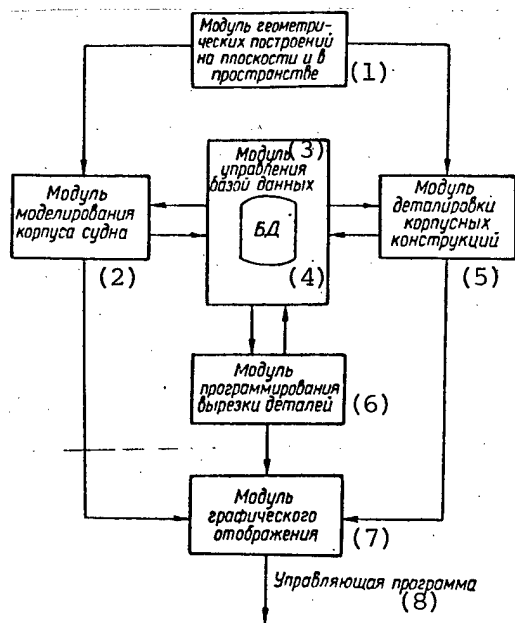 Модуль геометри-
ческих построений
на плоскости и в
пространстве
(1)
(3)
Модуль
управления
базой данных
БД
(4)
Модуль
моделирования
корпуса судна
(2)
Модуль
деталировки
корпусных
конструкций
(5)
Модуль
программирования
вырезки деталей
(6)
Модуль
графического
отображения
(7)
Управляющая программа
(8)